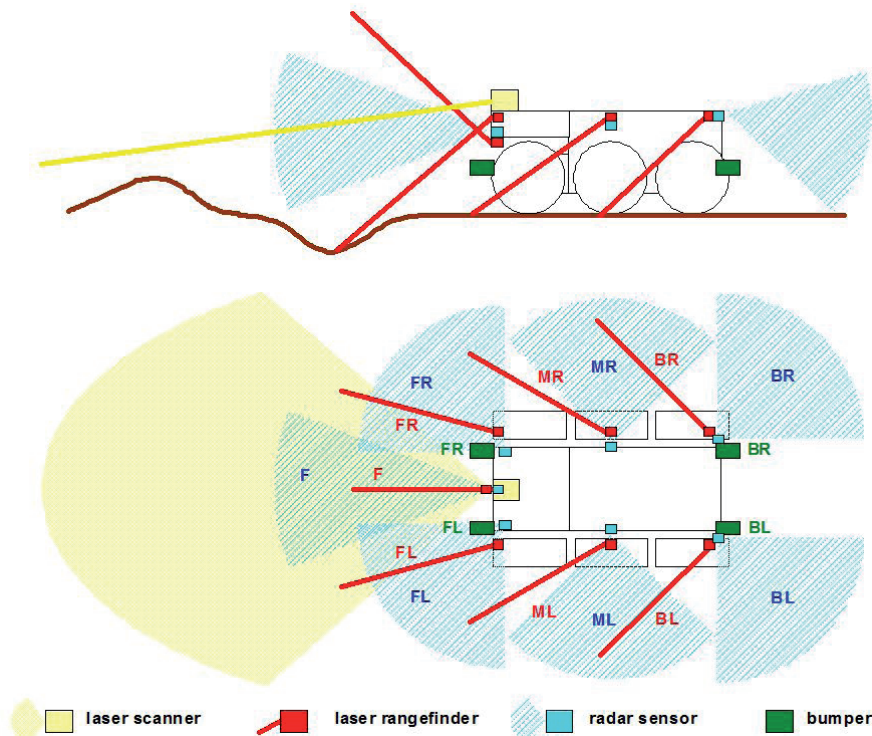 MR
BR
FR
MR
BR
FR
FR
BR
F
F
FL
BL
FL
FL
ML
ML
BL
BL
laser scanner
laser rangefinder
radar sensor
bumper